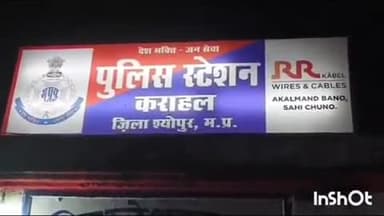 देश भक्ति - जन सेवा
पुलिस स्टेशन
कराहल
ज़िला श्योपुर, म.प्र.
म.प्र.पु.
RR
KABEL
WIRES & CABLES
AKALMAND BANO,
SAHI CHUNO.
InShOt